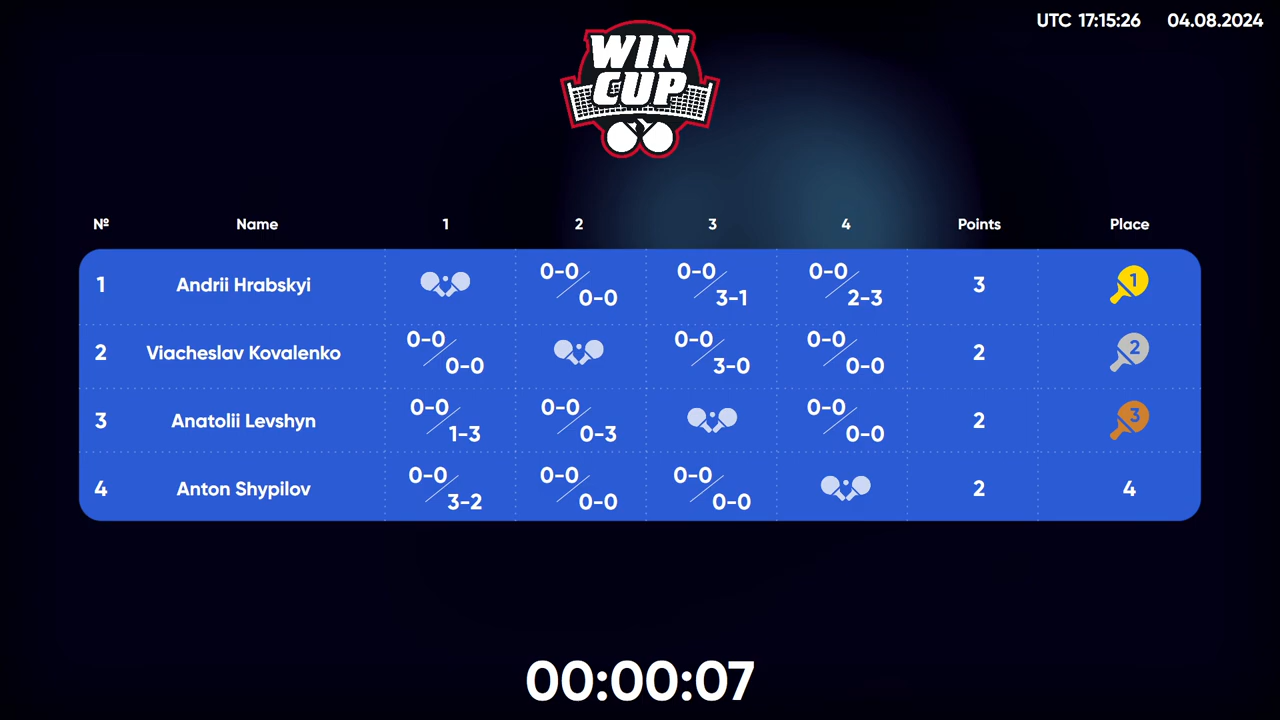 UTC 17:15:26 04.08.2024
WIN
CUP
№ Name 1 2 3 4 Points Place
1 Andrii Hrabskyi 0-0 0-0 0-0 3-1 0-0 2-3 3 1
2 Viacheslav Kovalenko 0-0 0-0 0-0 3-0 0-0 0-0 2 2
3 Anatolii Levshyn 0-0 1-3 0-0 0-3 0-0 0-0 2 3
4 Anton Shypilov 0-0 3-2 0-0 0-0 0-0 0-0 2 4
00:00:07